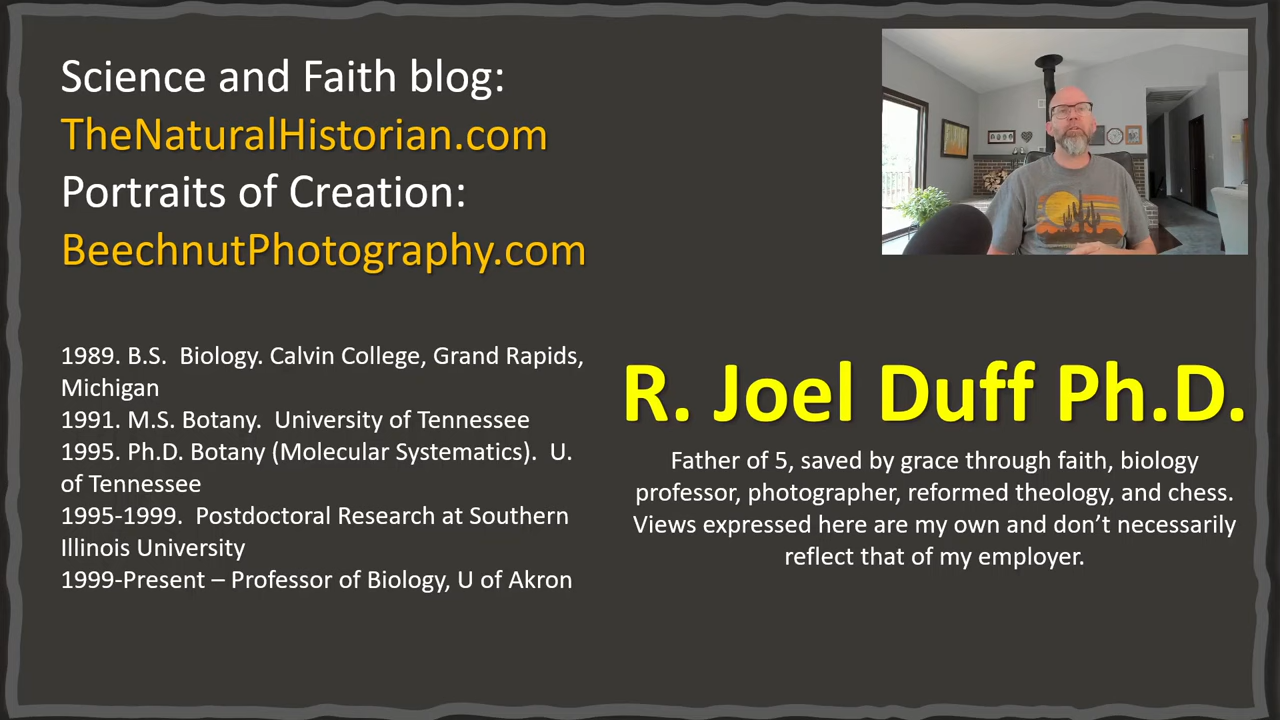 Science and Faith blog:
TheNaturalHistorian.com
Portraits of Creation:
BeechnutPhotography.com
1989. B.S.  Biology. Calvin College, Grand Rapids,
Michigan
1991. M.S. Botany.  University of Tennessee
1995. Ph.D. Botany (Molecular Systematics).  U.
of Tennessee
1995-1999.  Postdoctoral Research at Southern
Illinois University
1999-Present – Professor of Biology, U of Akron
R. Joel Duff Ph.D.
Father of 5, saved by grace through faith, biology
professor, photographer, reformed theology, and chess.
Views expressed here are my own and don’t necessarily
reflect that of my employer.